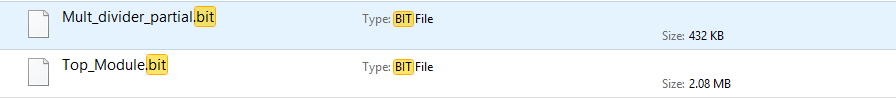 Mult_divider_partial.bit
Type: BIT File
Size: 432 KB
Top_Module.bit
Type: BIT File
Size: 2.08 MB